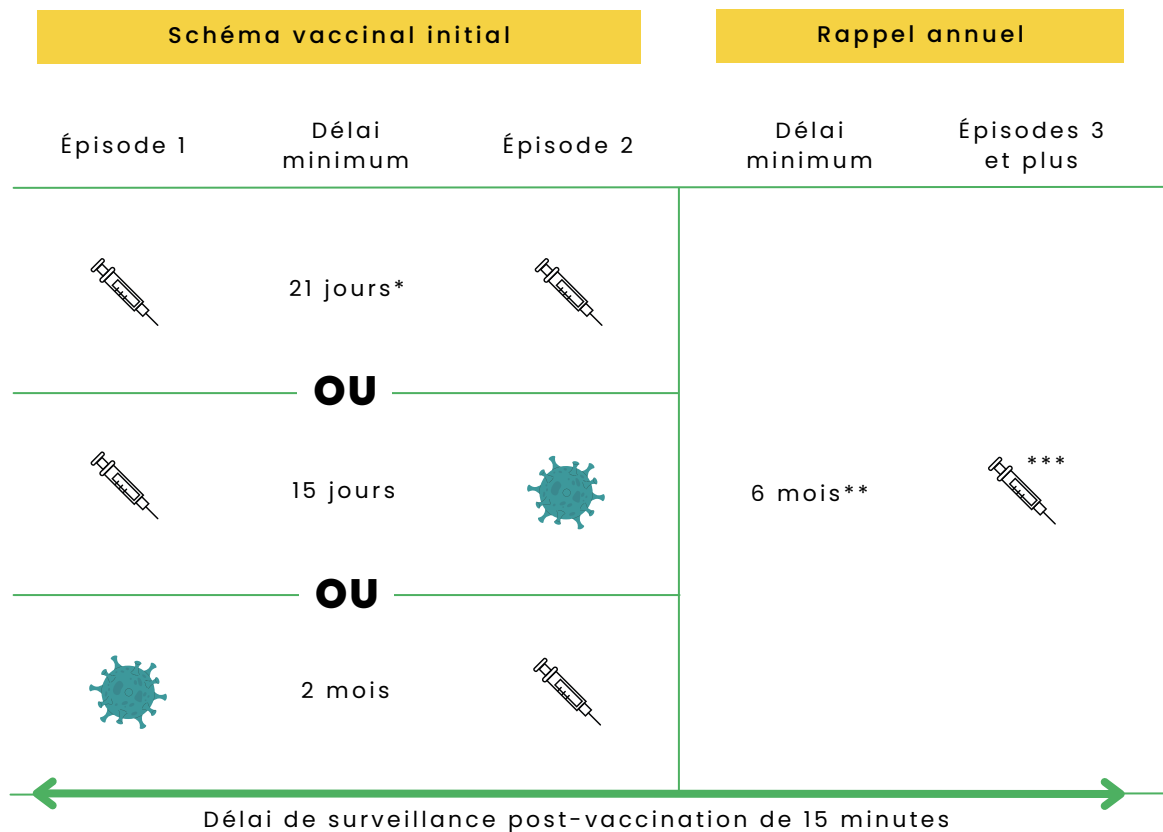 Schéma vaccinal initial
Rappel annuel
Épisode 1
Délai
minimum
Épisode 2
Délai
minimum
Épisodes 3
et plus
21 jours*
OU
15 jours
6 mois**
***
OU
2 mois
Délai de surveillance post-vaccination de 15 minutes